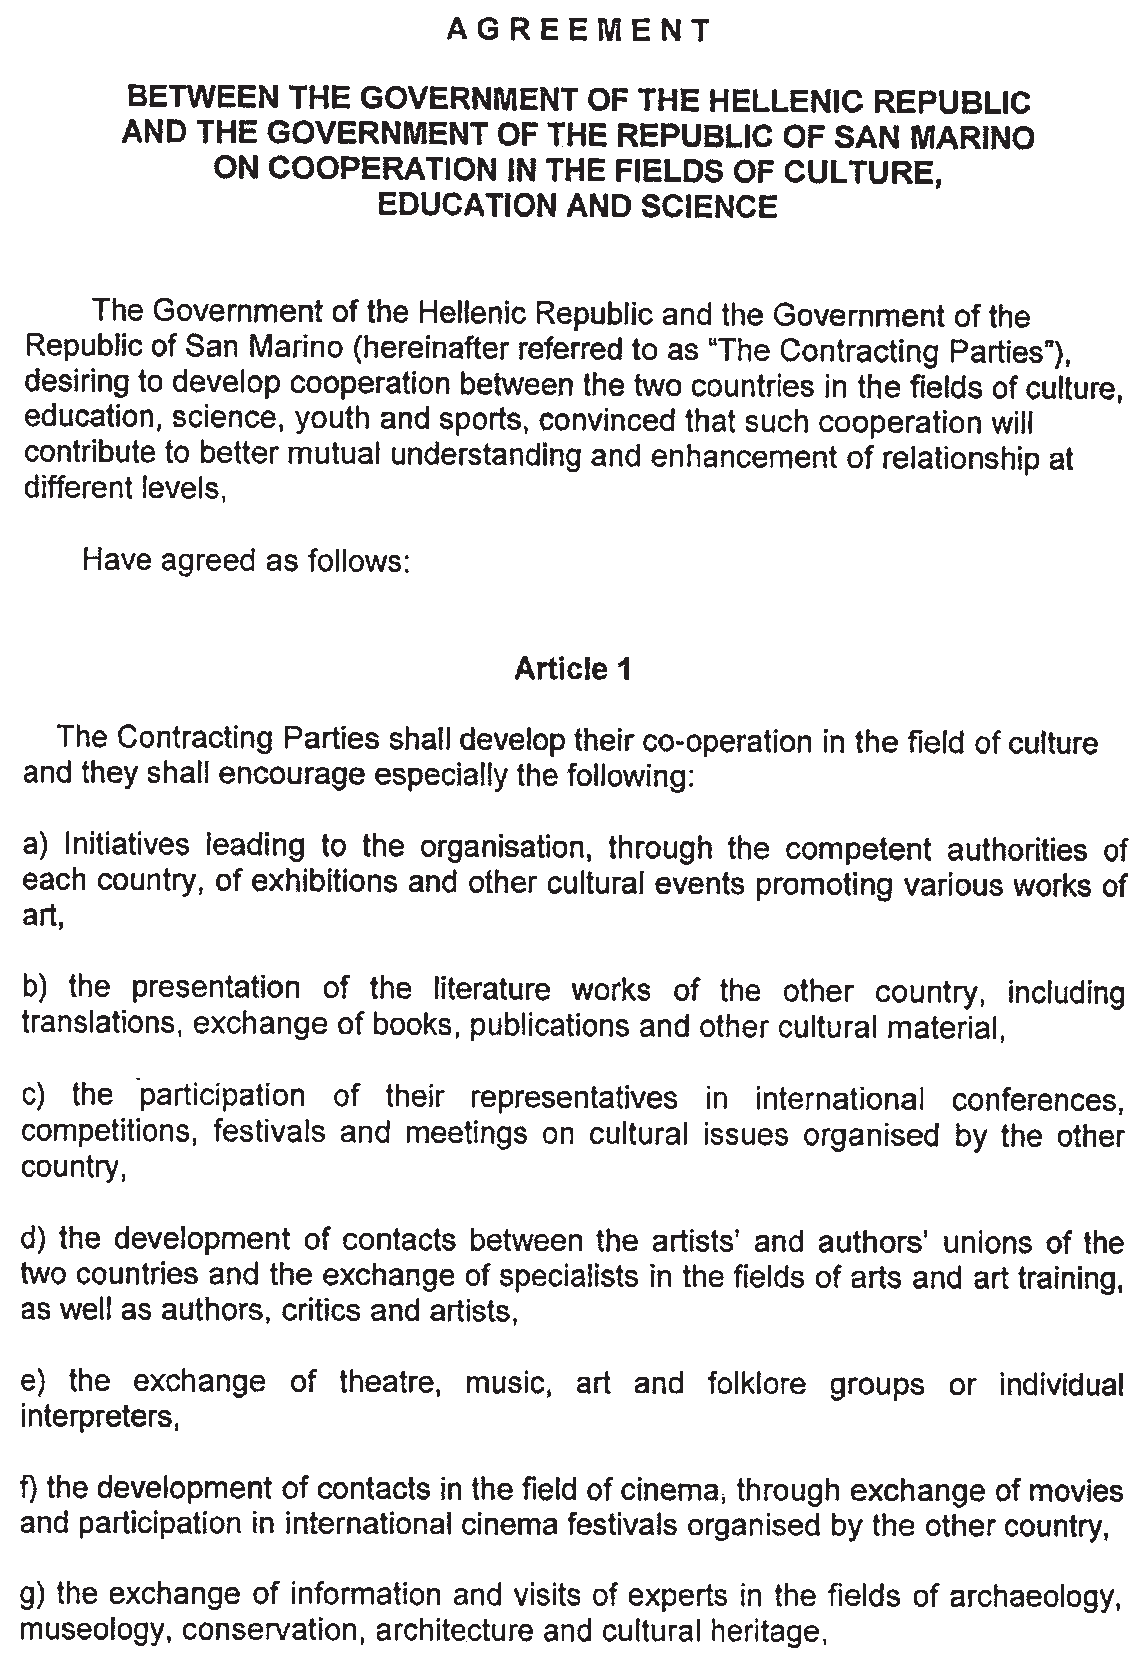 A G R E E M E N T
BETWEEN THE GOVERNMENT OF THE HELLENIC REPUBLIC
AND THE GOVERNMENT OF THE REPUBLIC OF SAN MARINO
ON COOPERATION IN THE FIELDS OF CULTURE,
EDUCATION AND SCIENCE
The Government of the Hellenic Republic and the Government of the
Republic of San Marino (hereinafter referred to as “The Contracting Parties”),
desiring to develop cooperation between the two countries in the fields of culture,
education, science, youth and sports, convinced that such cooperation will
contribute to better mutual understanding and enhancement of relationship at
different levels,
Have agreed as follows:
Article 1
The Contracting Parties shall develop their co-operation in the field of culture
and they shall encourage especially the following:
a) Initiatives leading to the organisation, through the competent authorities of
each country, of exhibitions and other cultural events promoting various works of
art,
b) the presentation of the literature works of the other country, including
translations, exchange of books, publications and other cultural material,
c) the participation of their representatives in international conferences,
competitions, festivals and meetings on cultural issues organised by the other
country,
d) the development of contacts between the artists’ and authors’ unions of the
two countries and the exchange of specialists in the fields of arts and art training,
as well as authors, critics and artists,
e) the exchange of theatre, music, art and folklore groups or individual
interpreters,
f) the development of contacts in the field of cinema, through exchange of movies
and participation in international cinema festivals organised by the other country,
g) the exchange of information and visits of experts in the fields of archaeology,
museology, conservation, architecture and cultural heritage,